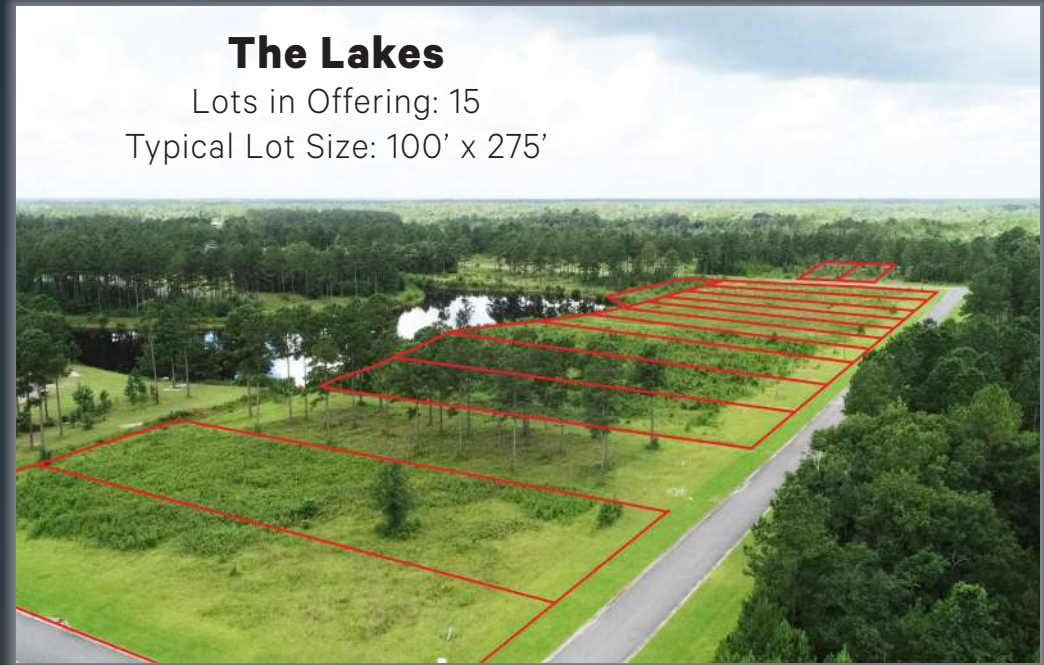 The Lakes
Lots in Offering: 15
Typical Lot Size: 100’ x 275’